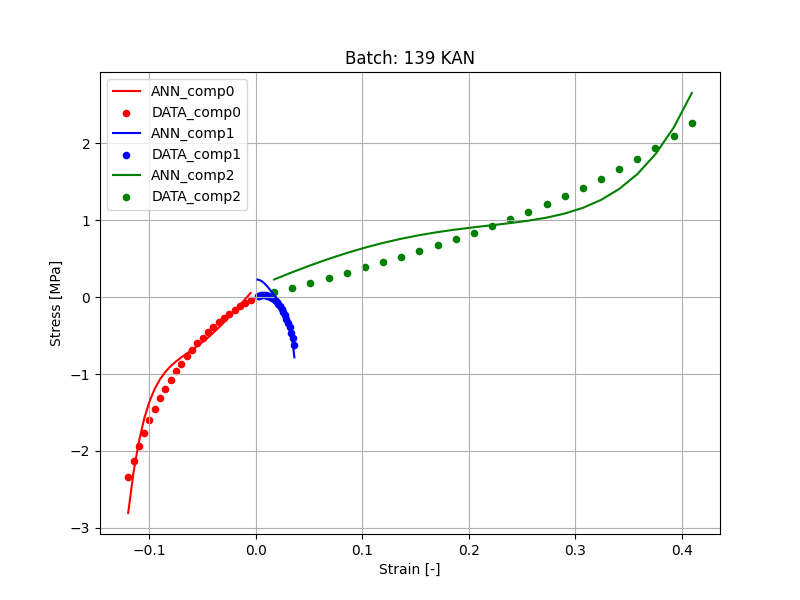 Batch: 139 KAN
ANN_comp0
DATA_comp0
ANN_comp1
DATA_comp1
ANN_comp2
DATA_comp2
Stress [MPa]
2
1
0
−1
−2
−3
−0.1
0.0
0.1
0.2
0.3
0.4
Strain [-]